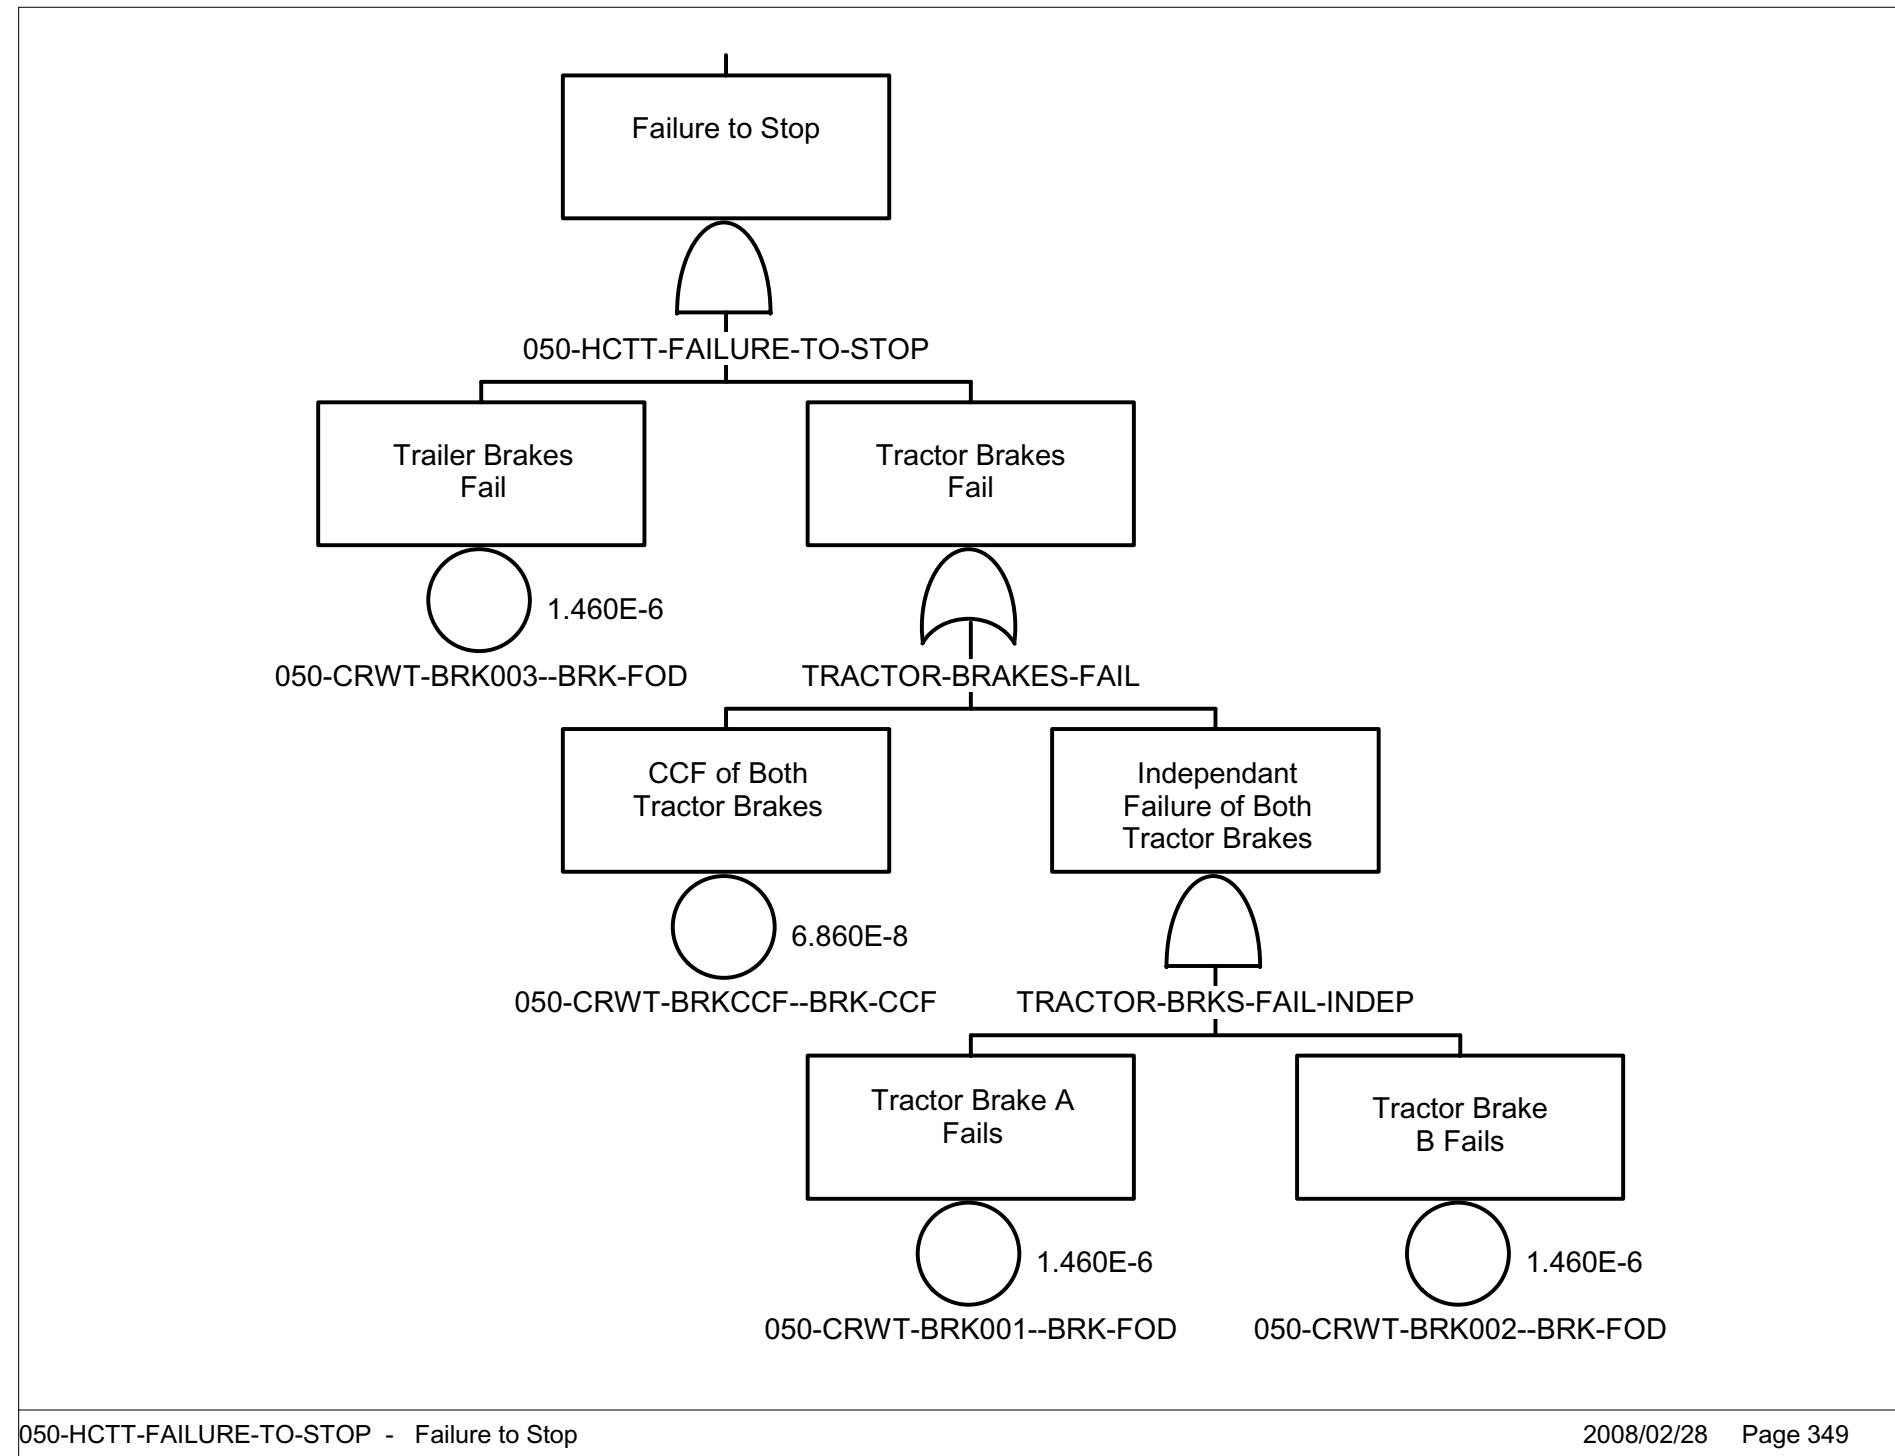 Failure to Stop
050-HCTT-FAILURE-TO-STOP
Trailer Brakes
Fail
Tractor Brakes
Fail
1.460E-6
050-CRWT-BRK003--BRK-FOD
TRACTOR-BRAKES-FAIL
CCF of Both
Tractor Brakes
Independant
Failure of Both
Tractor Brakes
6.860E-8
050-CRWT-BRKCCF--BRK-CCF
TRACTOR-BRKS-FAIL-INDEP
Tractor Brake A
Fails
Tractor Brake
B Fails
1.460E-6
1.460E-6
050-CRWT-BRK001--BRK-FOD
050-CRWT-BRK002--BRK-FOD
050-HCTT-FAILURE-TO-STOP - Failure to Stop
2008/02/28 Page 349